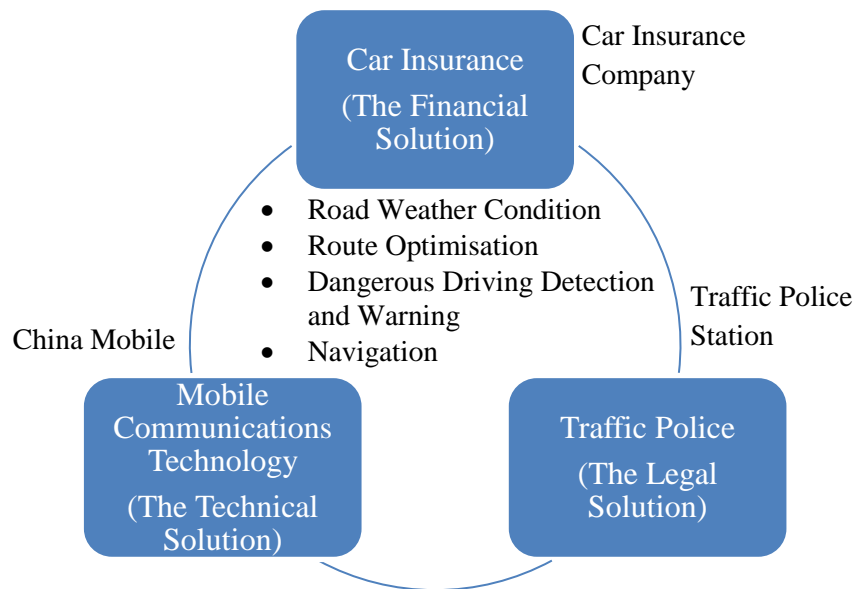 Car Insurance
(The Financial
Solution)
Car Insurance
Company
• Road Weather Condition
• Route Optimisation
• Dangerous Driving Detection
and Warning
• Navigation
China Mobile
Traffic Police
Station
Mobile
Communications
Technology
(The Technical
Solution)
Traffic Police
(The Legal
Solution)